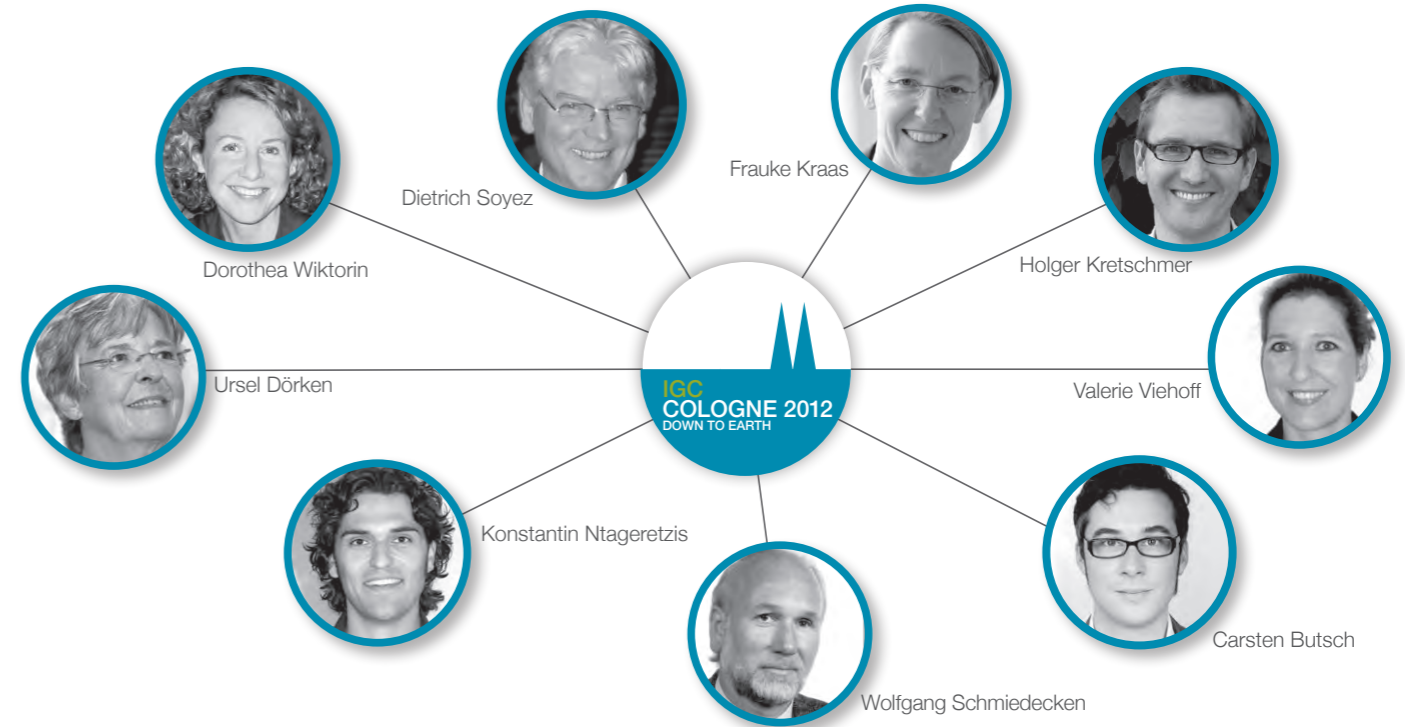 Frauke Kraas
Dietrich Soyez
Holger Kretschmer
Dorothea Wiktorin
Ursel Dörken
Valerie Viehoff
IGC
COLOGNE 2012
DOWN TO EARTH
Konstantin Ntageretzis
Carsten Butsch
Wolfgang Schmiedecken